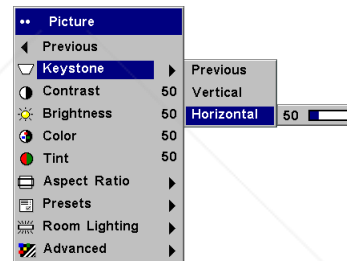 •• Picture
Previous
Keystone
Contrast 50
Brightness 50
Color 50
Tint 50
Aspect Ratio
Presets
Room Lighting
Advanced
Previous
Vertical
Horizontal 50